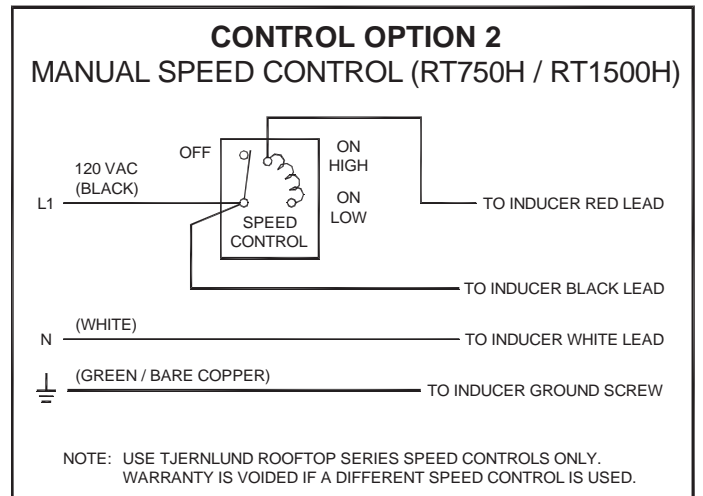 CONTROL OPTION 2
MANUAL SPEED CONTROL (RT750H / RT1500H)
OFF
ON
HIGH
120 VAC
(BLACK)
ON
LOW
L1
TO INDUCER RED LEAD
SPEED
CONTROL
TO INDUCER BLACK LEAD
(WHITE)
N
TO INDUCER WHITE LEAD
(GREEN / BARE COPPER)
TO INDUCER GROUND SCREW
NOTE: USE TJERNLUND ROOFTOP SERIES SPEED CONTROLS ONLY.
WARRANTY IS VOIDED IF A DIFFERENT SPEED CONTROL IS USED.